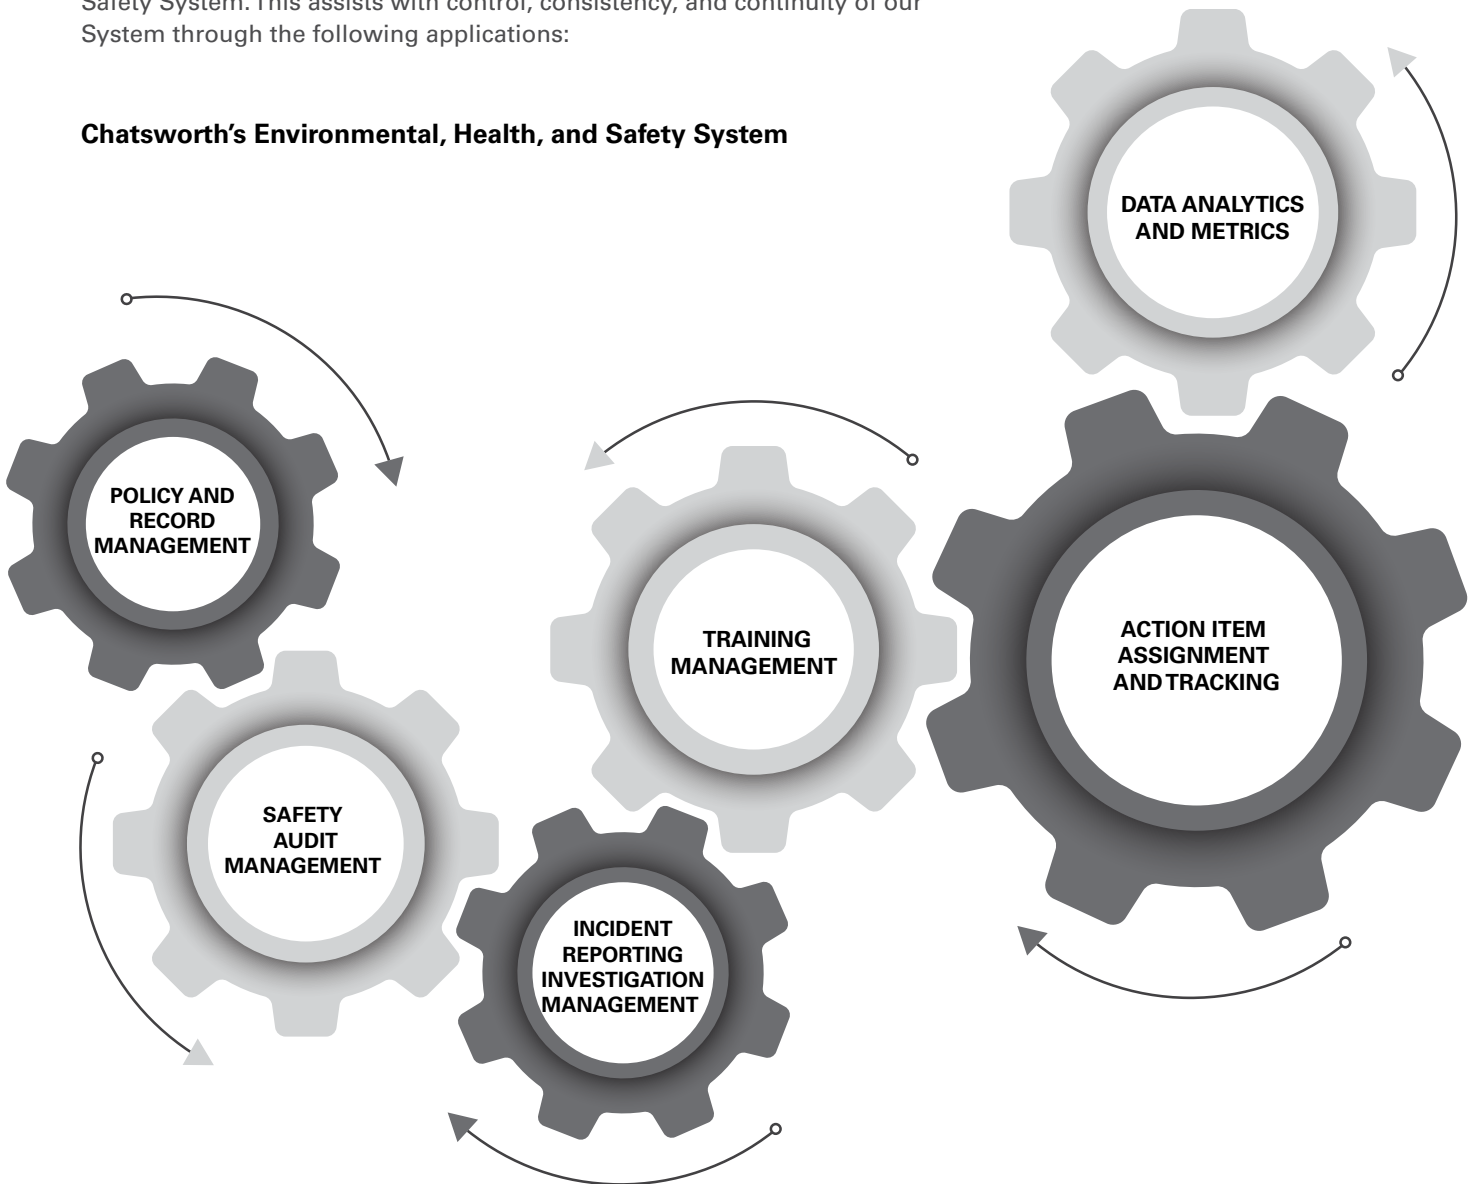 Safety System. This assists with control, consistency, and continuity of our
System through the following applications:
Chatsworth’s Environmental, Health, and Safety System
DATA ANALYTICS
AND METRICS
POLICY AND
RECORD
MANAGEMENT
TRAINING
MANAGEMENT
ACTION ITEM
ASSIGNMENT
AND TRACKING
SAFETY
AUDIT
MANAGEMENT
INCIDENT
REPORTING
INVESTIGATION
MANAGEMENT